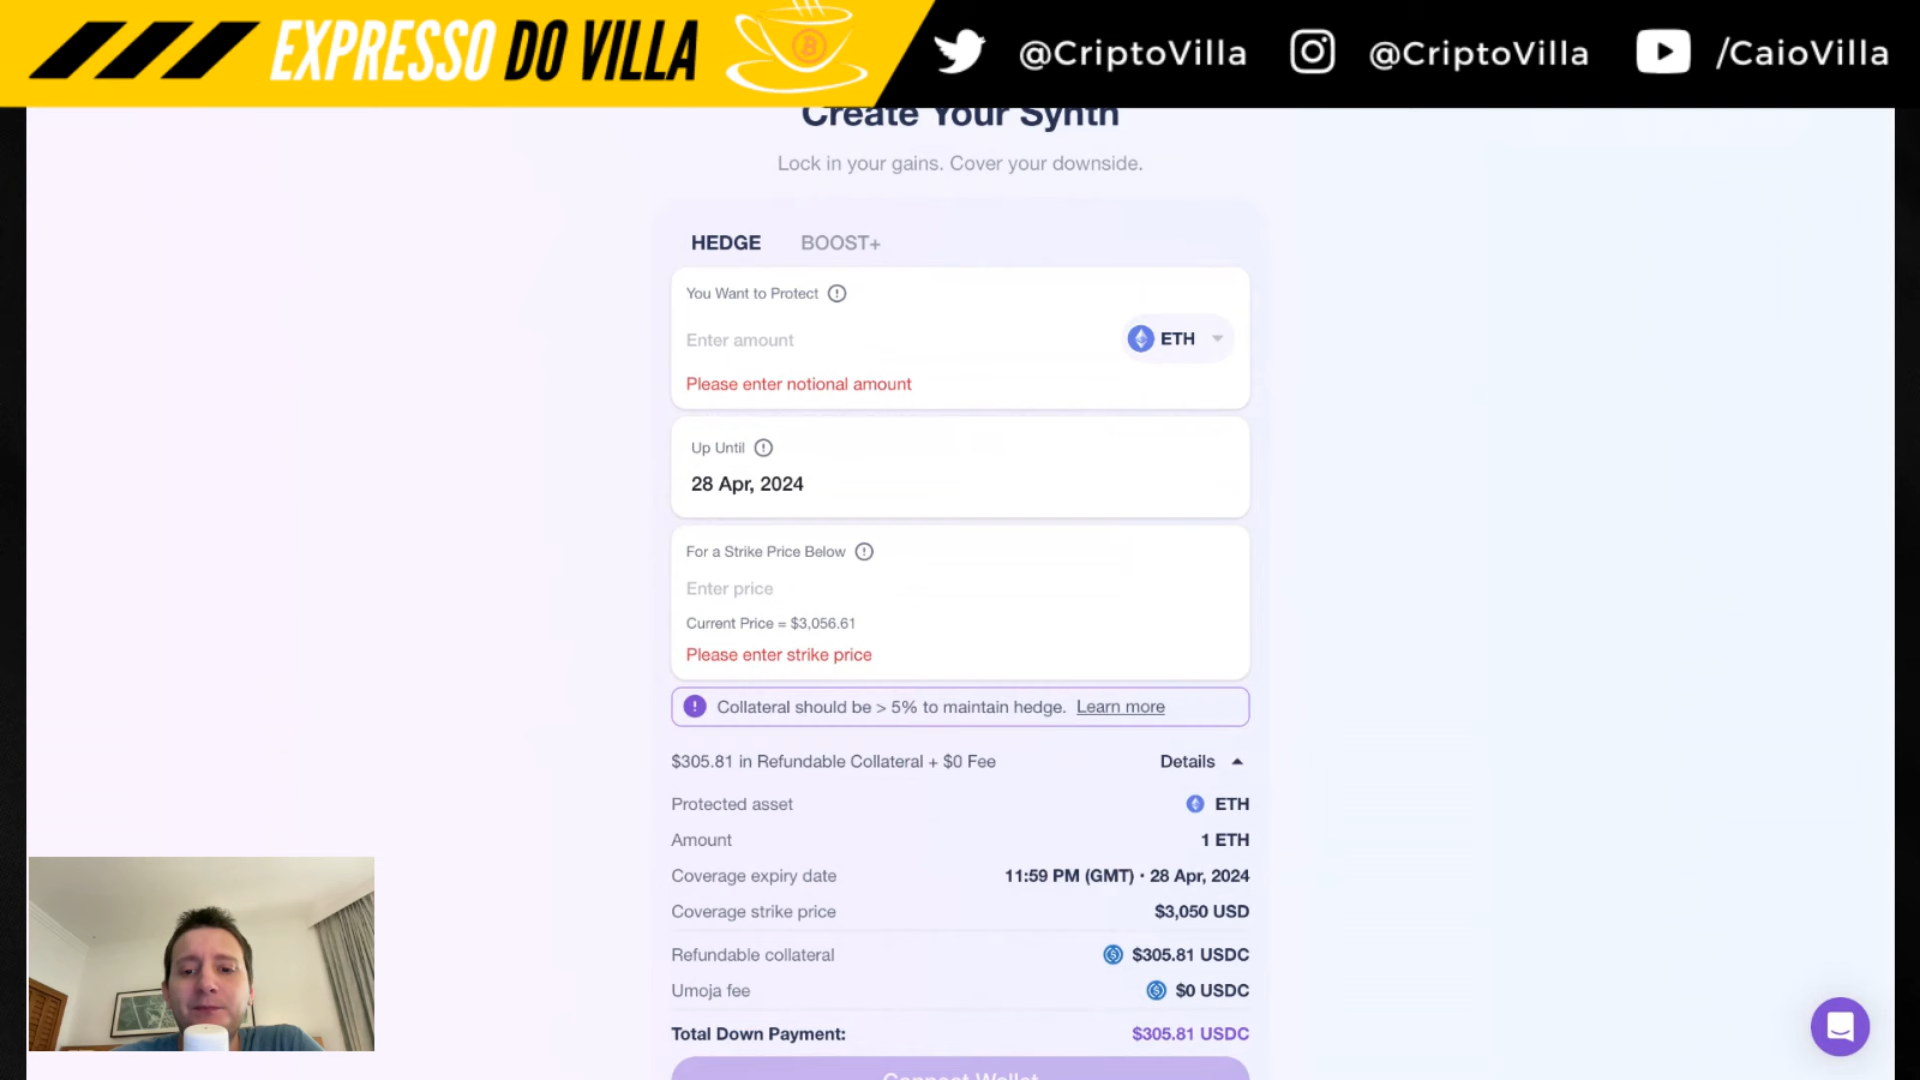 EXPRESSO DO VILLA
@CriptoVilla
@CriptoVilla
/CaioVilla
Create Your Synth
Lock in your gains. Cover your downside.
HEDGE
BOOST+
You Want to Protect
Enter amount
ETH
Please enter notional amount
Up Until
28 Apr, 2024
For a Strike Price Below
Enter price
Current Price = $3,056.61
Please enter strike price
Collateral should be > 5% to maintain hedge. Learn more
$305.81 in Refundable Collateral + $0 Fee
Details
Protected asset
ETH
Amount
1 ETH
Coverage expiry date
11:59 PM (GMT) • 28 Apr, 2024
Coverage strike price
$3,050 USD
Refundable collateral
$305.81 USDC
Umoja fee
$0 USDC
Total Down Payment:
$305.81 USDC
Connect Wallet